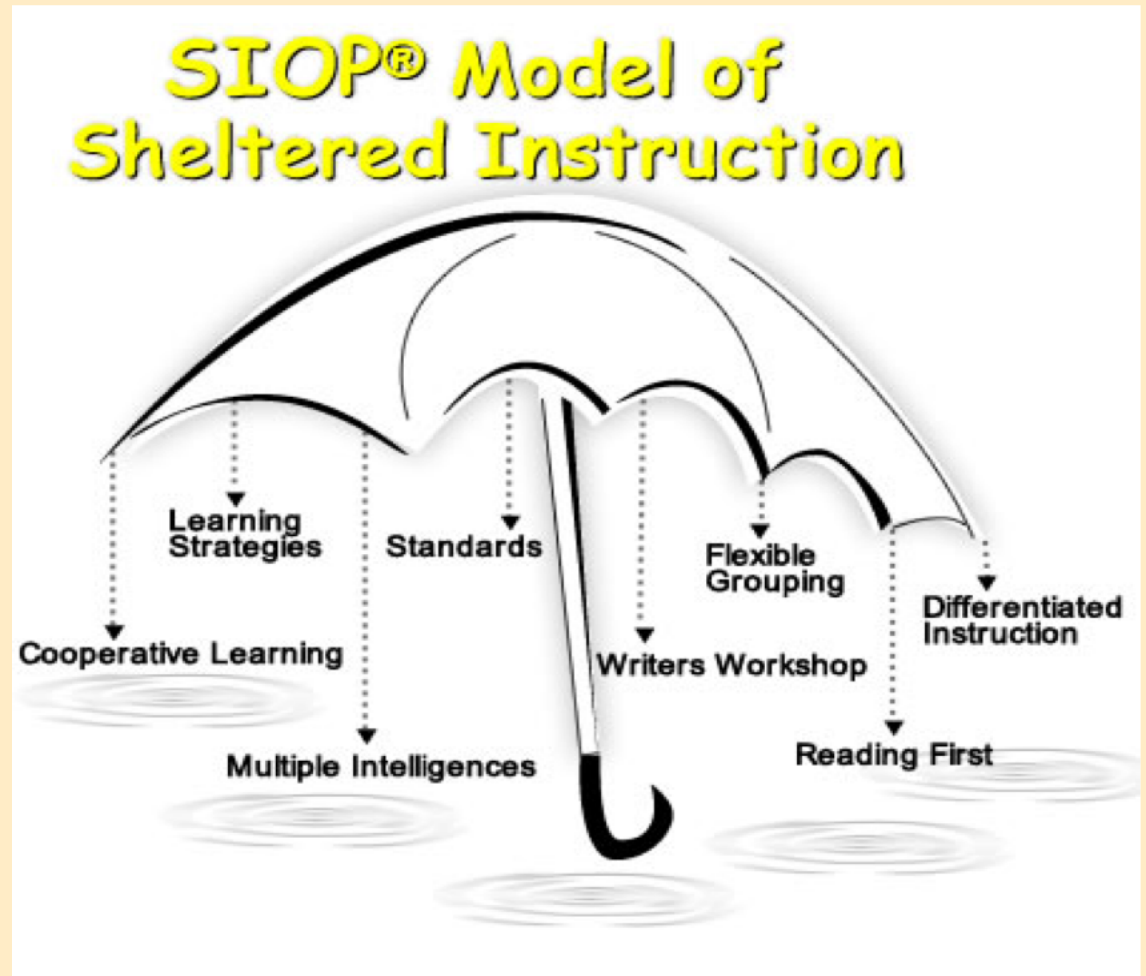 SIOP® Model of
Sheltered Instruction
Learning
Strategies
Standards
Flexible
Grouping
Differentiated
Instruction
Cooperative Learning
Writers Workshop
Multiple Intelligences
Reading First